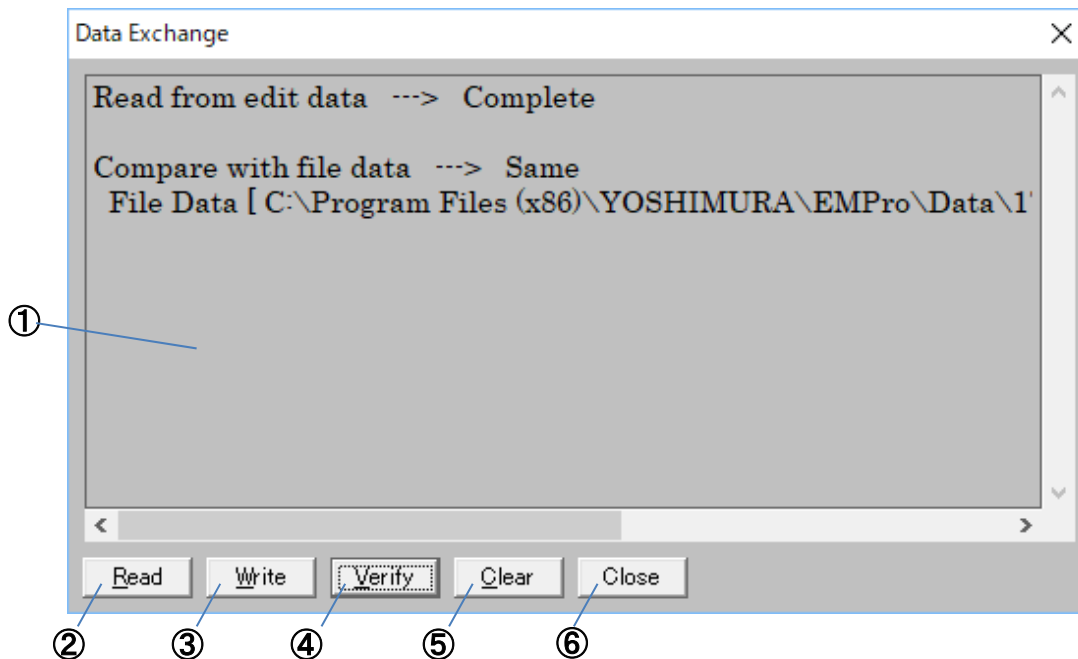 Data Exchange
Read from edit data ---> Complete
Compare with file data ---> Same
File Data [ C:\Program Files (x86)\YOSHIMURA\EMPro\Data\1
①
Read Write Verify Clear Close
② ③ ④ ⑤ ⑥